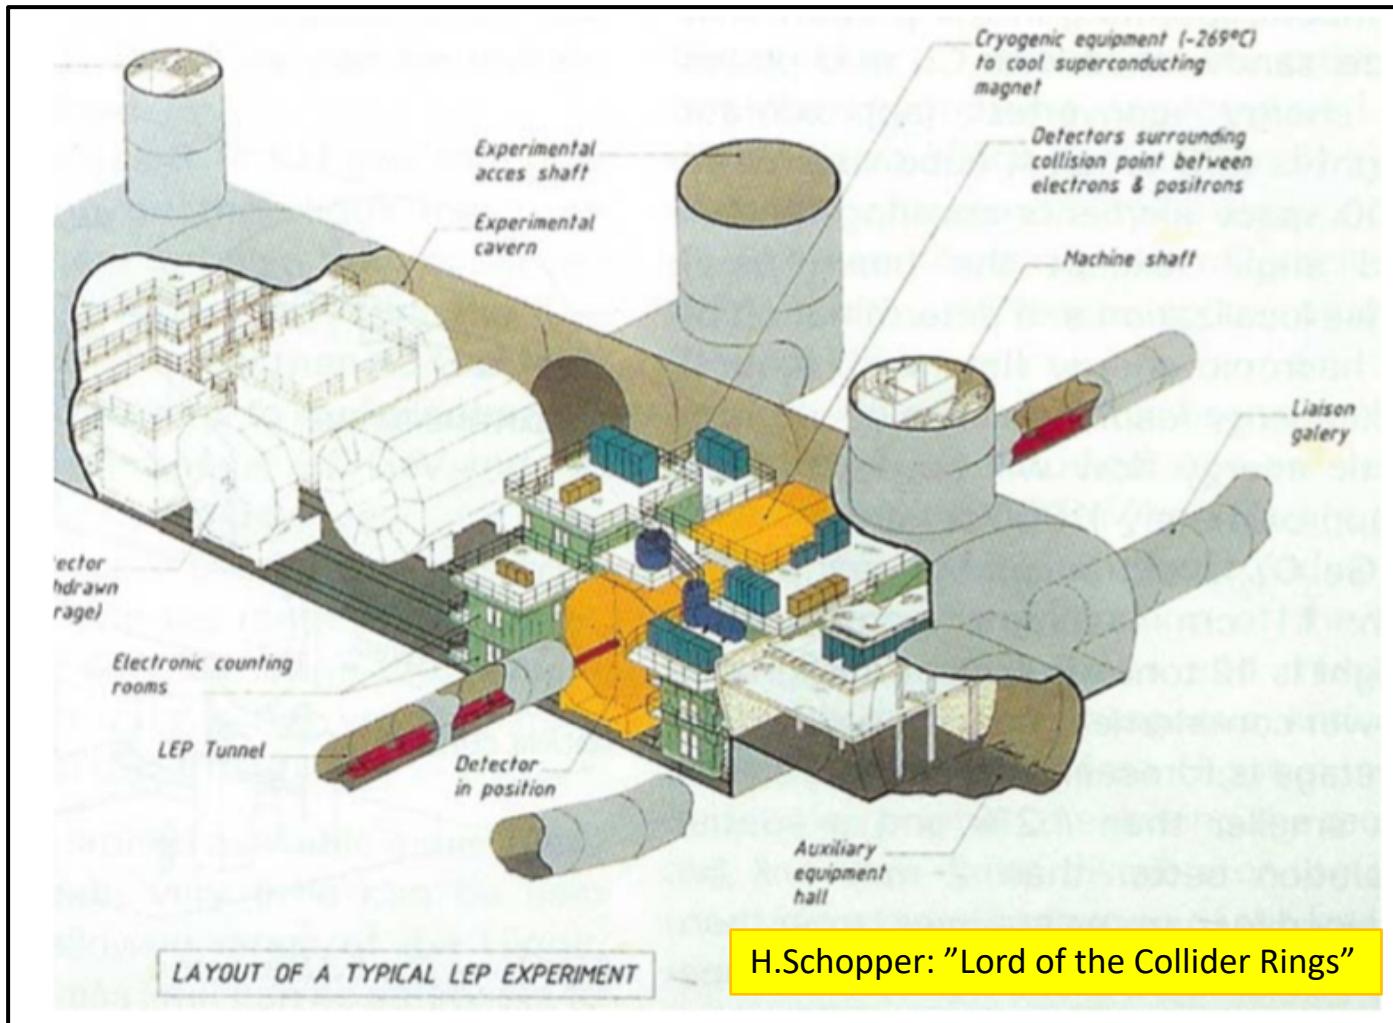 Cryogenic equipment (-269°C)
to cool superconducting
magnet
Experimental
acces shaft
Detectors surrounding
collision point between
electrons & positrons
Experimental
cavern
Machine shaft
Liaison
galery
ector
hdrawn
rage)
Electronic counting
rooms
LEP Tunnel
Detector
in position
Auxiliary
equipment
hall
LAYOUT OF A TYPICAL LEP EXPERIMENT
H.Schopper: ”Lord of the Collider Rings”